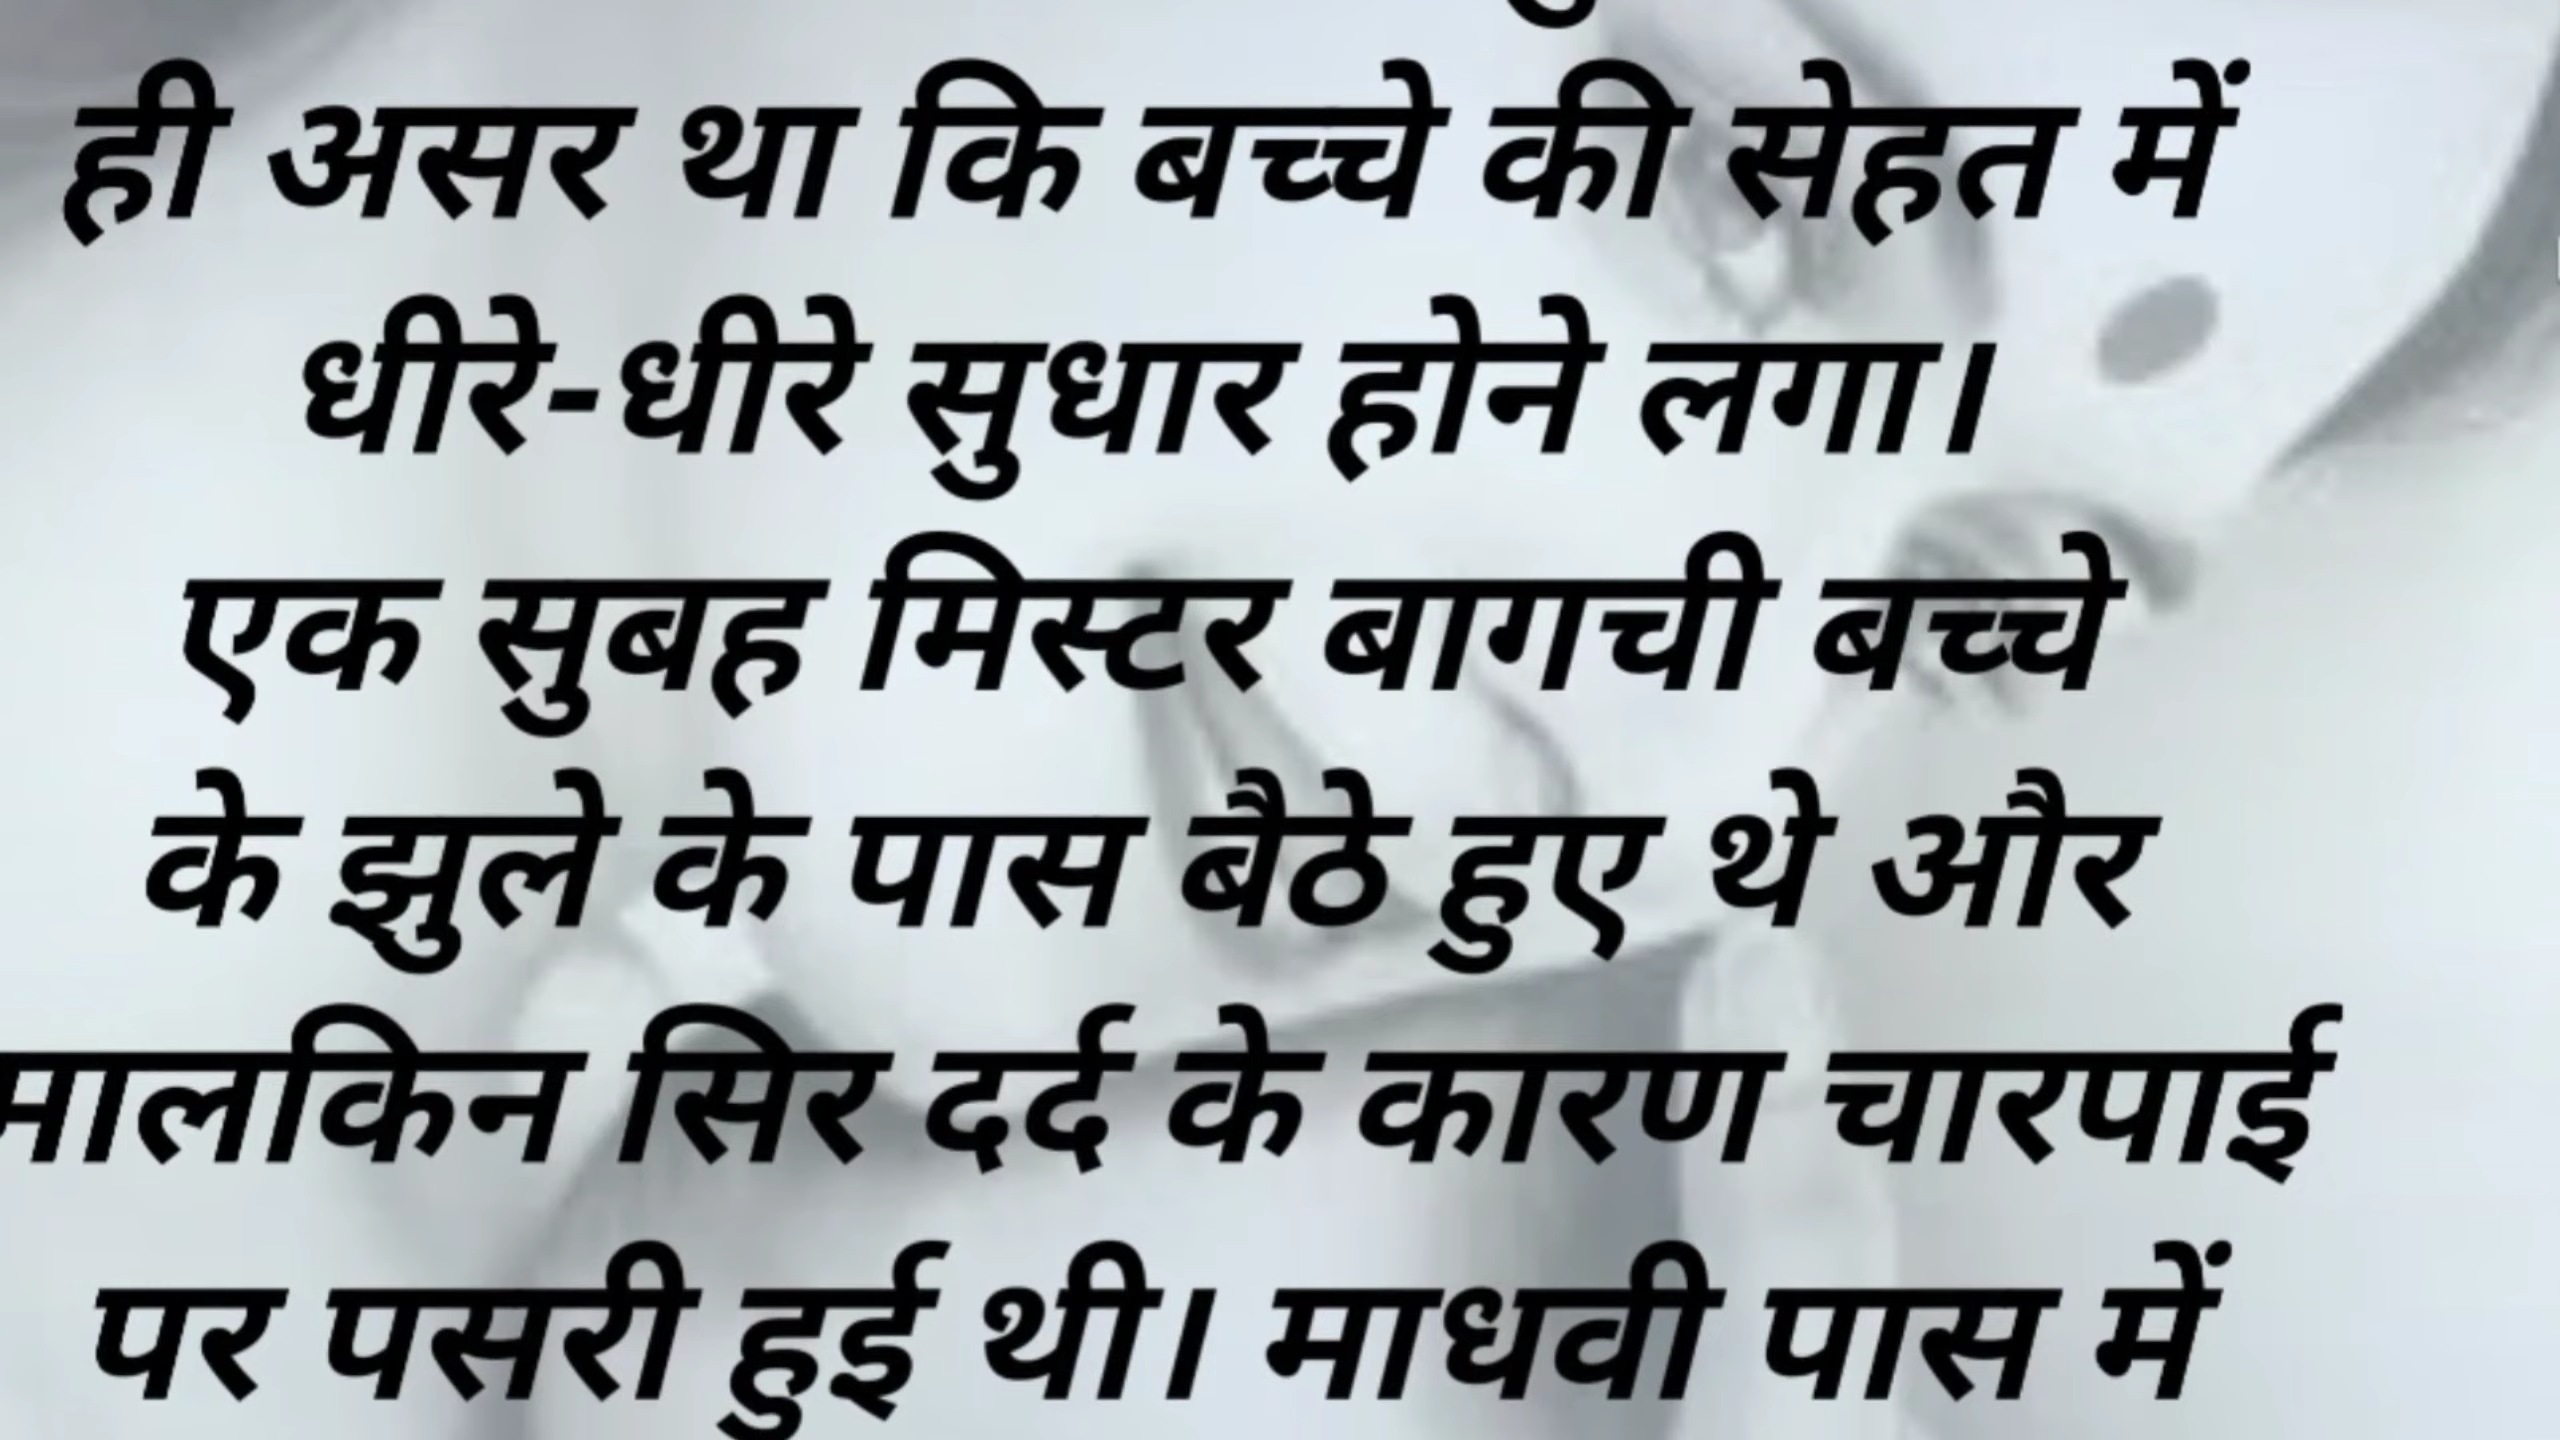 ही असर था कि बच्चे की सेहत में
धीरे-धीरे सुधार होने लगा।
एक सुबह मिस्टर बागची बच्चे
के झुले के पास बैठे हुए थे और
मालकिन सिर दर्द के कारण चारपाई
पर पसरी हुई थी। माधवी पास में